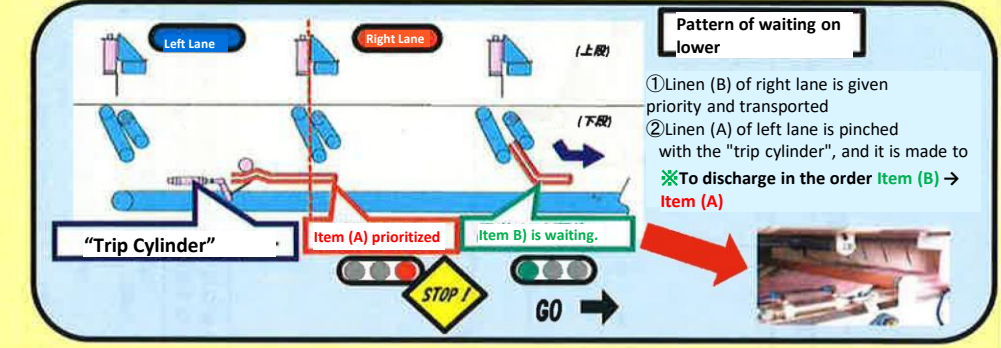 Left Lane
Right Lane
Pattern of waiting on
lower
(上段)
①Linen (B) of right lane is given
priority and transported
②Linen (A) of left lane is pinched
with the "trip cylinder", and it is made to
※To discharge in the order Item (B) →
Item (A)
(下段)
“Trip Cylinder”
Item (A) prioritized
Item B) is waiting.
STOP !
GO